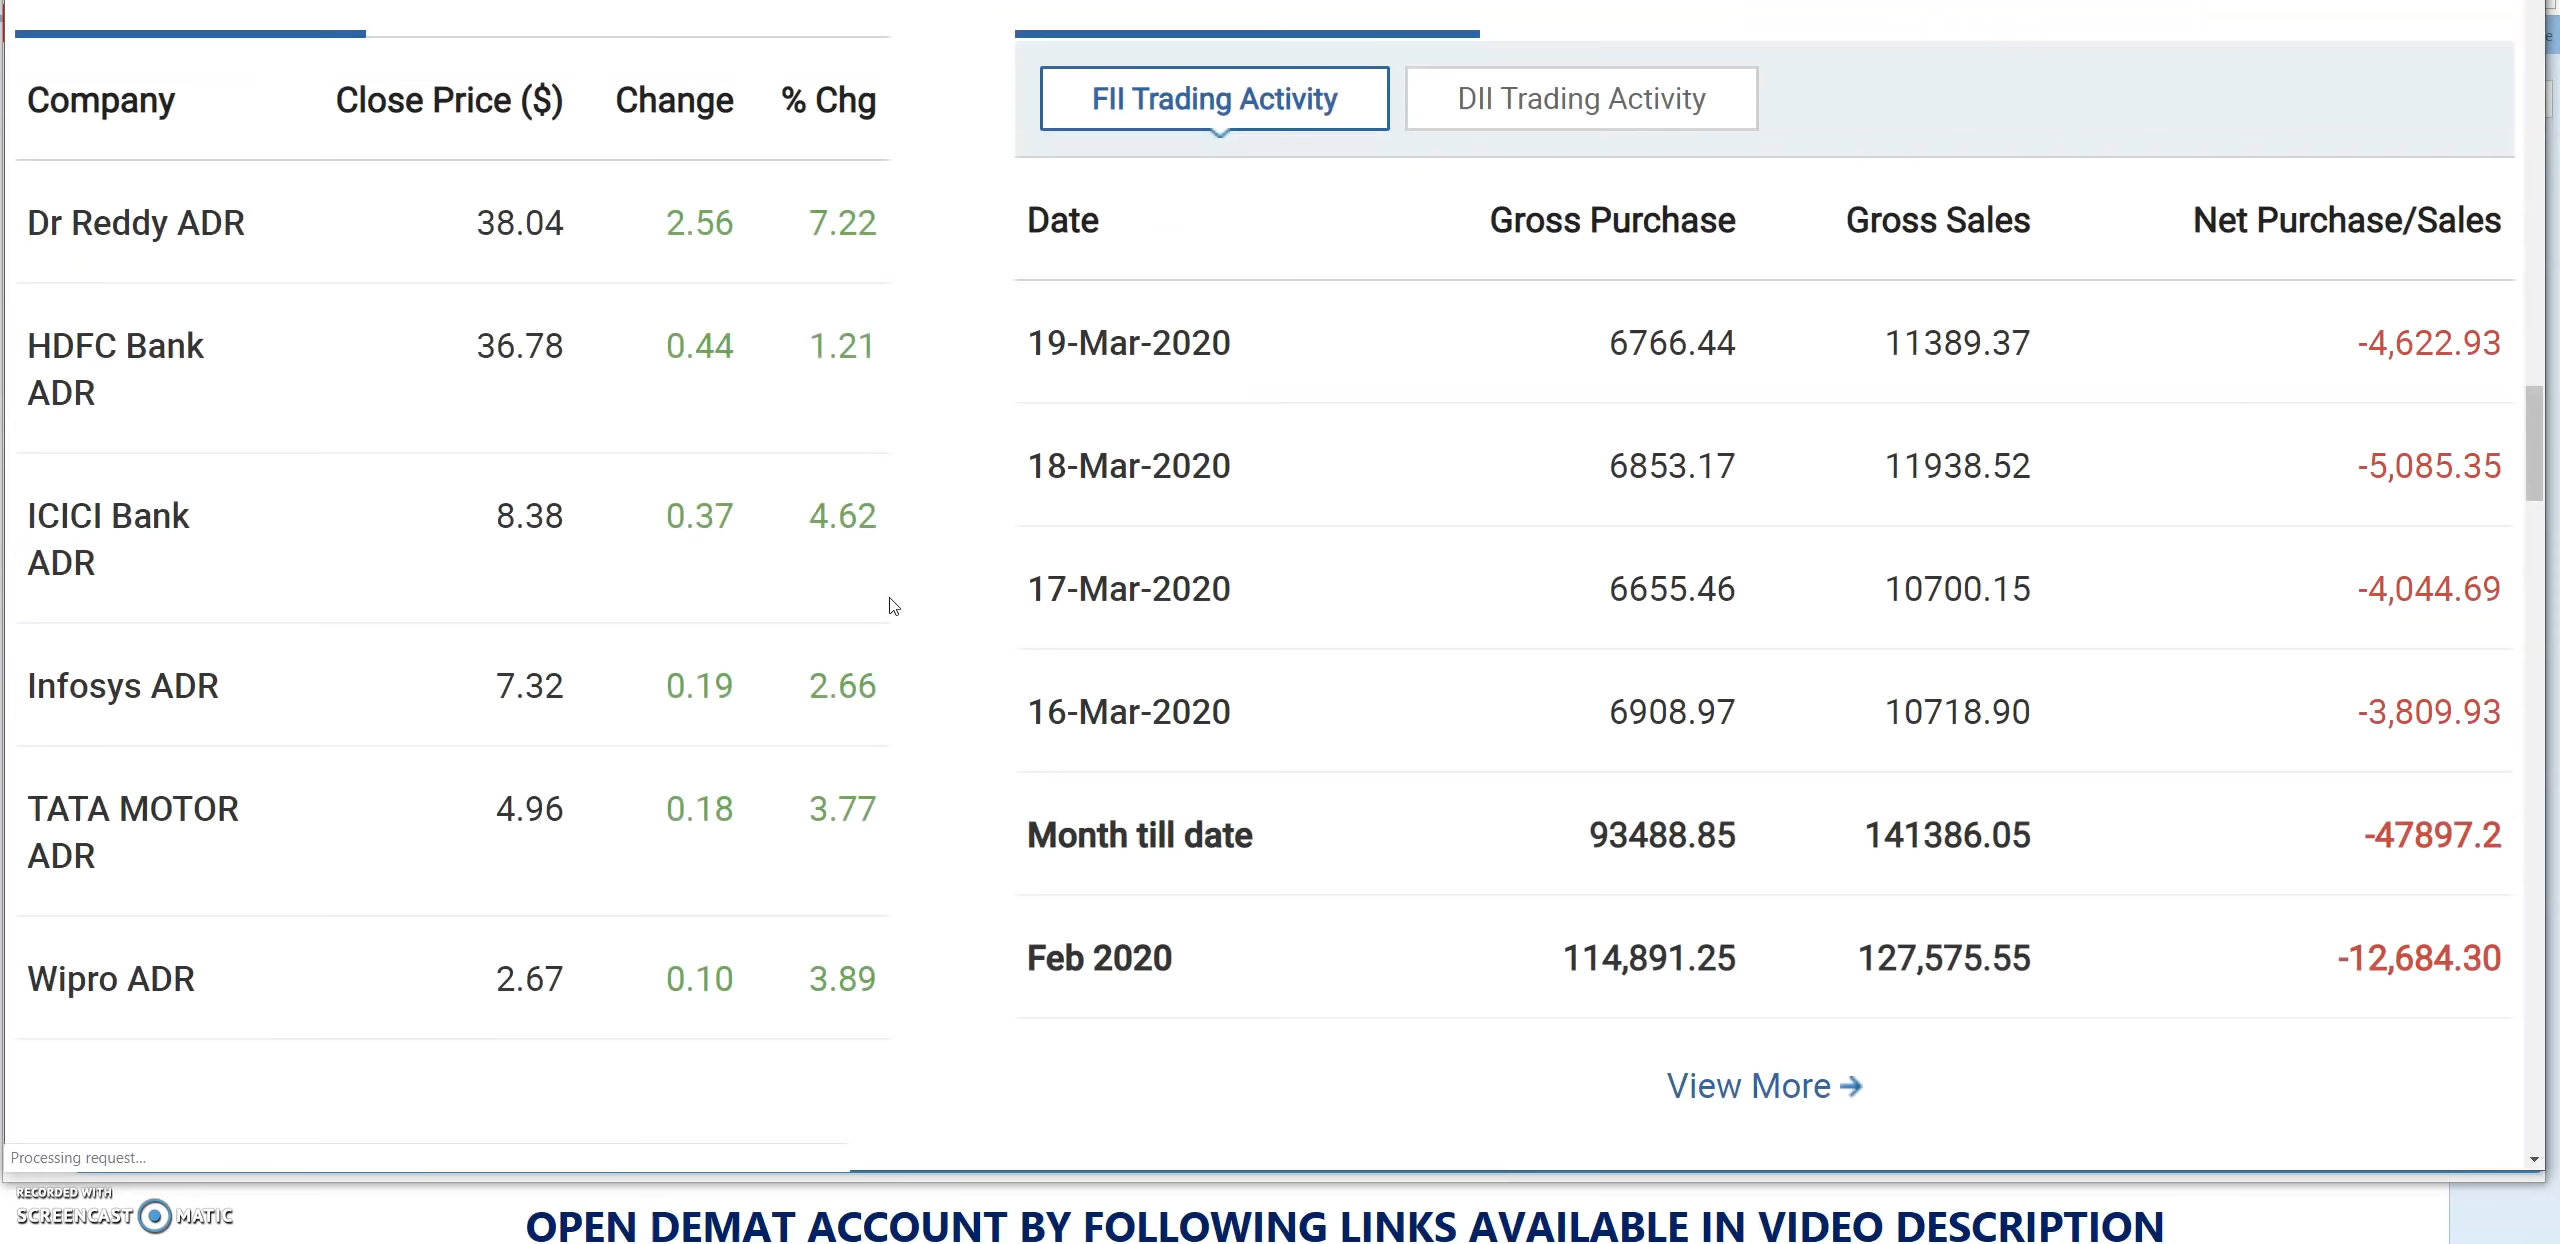 Company Close Price ($) Change % Chg
Dr Reddy ADR 38.04 2.56 7.22
HDFC Bank 36.78 0.44 1.21
ADR
ICICI Bank 8.38 0.37 4.62
ADR
Infosys ADR 7.32 0.19 2.66
TATA MOTOR 4.96 0.18 3.77
ADR
Wipro ADR 2.67 0.10 3.89
FII Trading Activity DII Trading Activity
Date Gross Purchase Gross Sales Net Purchase/Sales
19-Mar-2020 6766.44 11389.37 -4,622.93
18-Mar-2020 6853.17 11938.52 -5,085.35
17-Mar-2020 6655.46 10700.15 -4,044.69
16-Mar-2020 6908.97 10718.90 -3,809.93
Month till date 93488.85 141386.05 -47897.2
Feb 2020 114,891.25 127,575.55 -12,684.30
View More →
Processing request...
RECORDED WITH
SCREENCAST MATIC
OPEN DEMAT ACCOUNT BY FOLLOWING LINKS AVAILABLE IN VIDEO DESCRIPTION